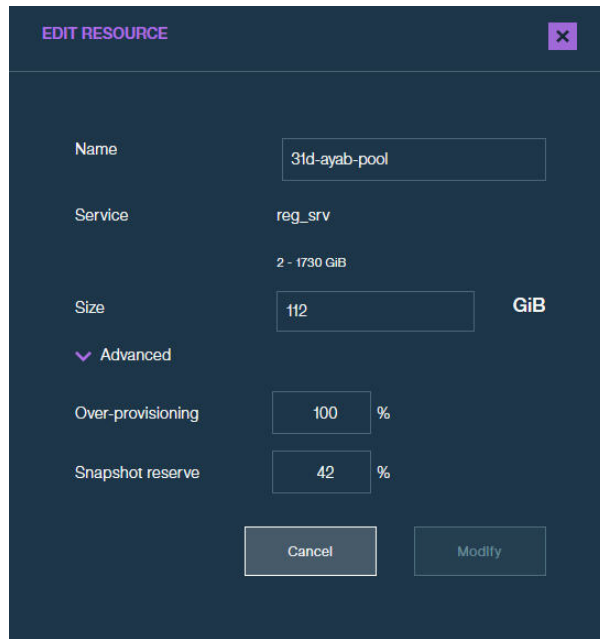 EDIT RESOURCE
Name
31d-ayab-pool
Service
reg_srv
2 - 1730 GiB
Size
112
GiB
Advanced
Over-provisioning
100
%
Snapshot reserve
42
%
Cancel
Modify